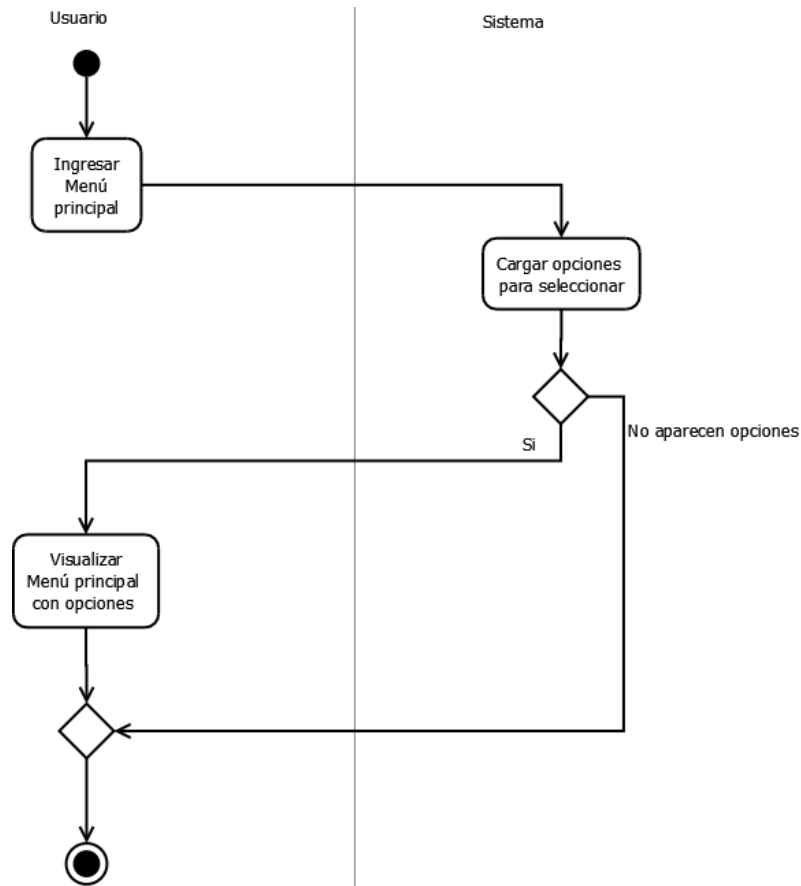 Usuario
Sistema
Ingresar
Menú
principal
Cargar opciones
para seleccionar
No aparecen opciones
Si
Visualizar
Menú principal
con opciones